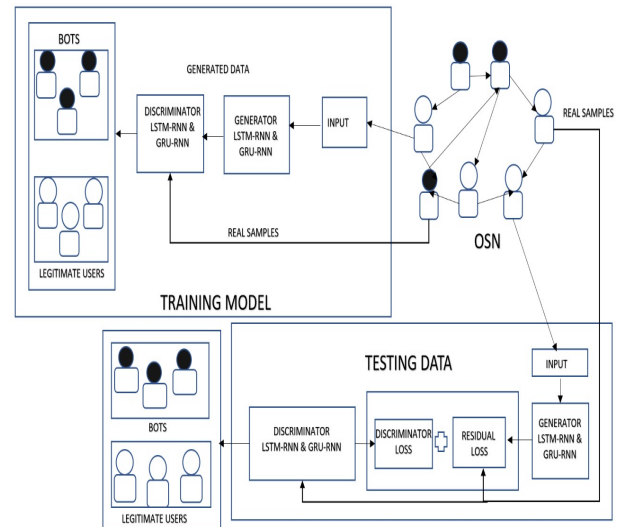 BOTS
GENERATED DATA
DISCRIMINATOR
LSTM-RNN &
GRU-RNN
GENERATOR
LSTM-RNN &
GRU-RNN
INPUT
REAL SAMPLES
LEGITIMATE USERS
REAL SAMPLES
OSN
TRAINING MODEL
TESTING DATA
INPUT
BOTS
DISCRIMINATOR
LSTM-RNN & GRU-RNN
DISCRIMINATOR
LOSS
RESIDUAL
LOSS
GENERATOR
LSTM-RNN &
GRU-RNN
LEGITIMATE USERS